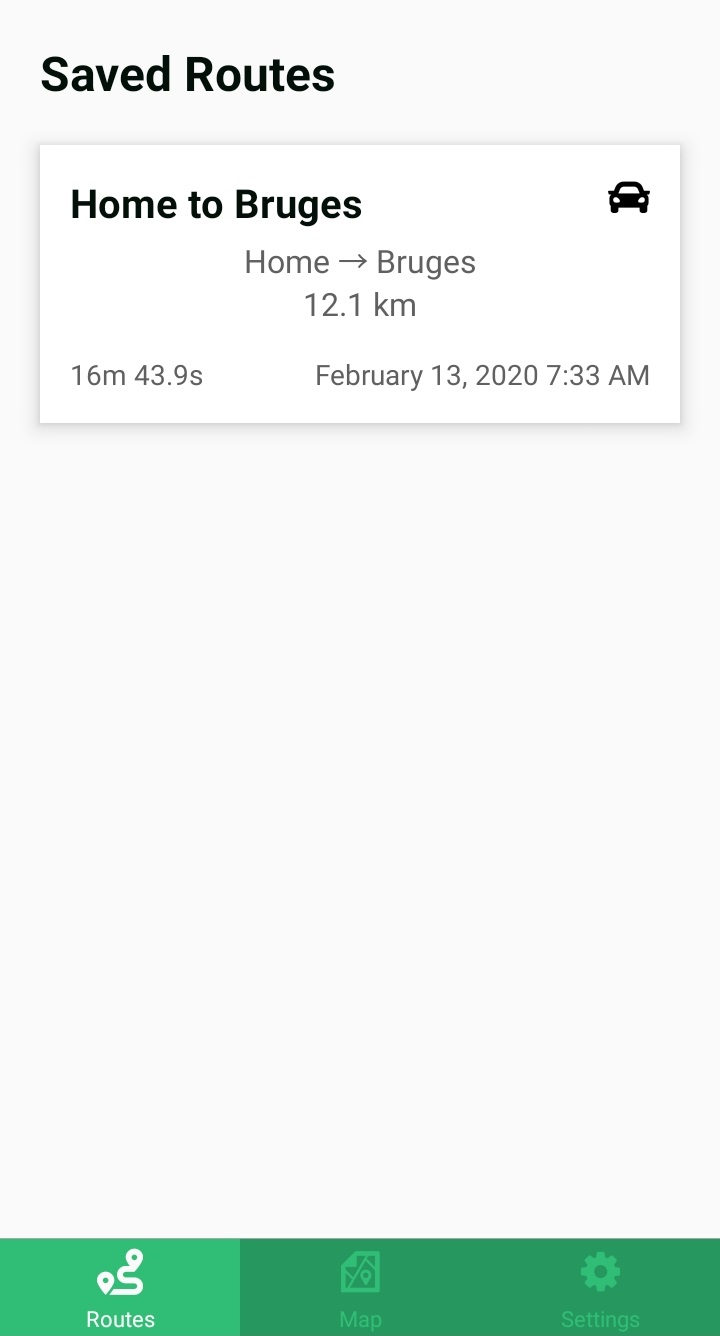 Saved Routes
Home to Bruges
Home → Bruges
12.1 km
16m 43.9s February 13, 2020 7:33 AM
Routes Map Settings